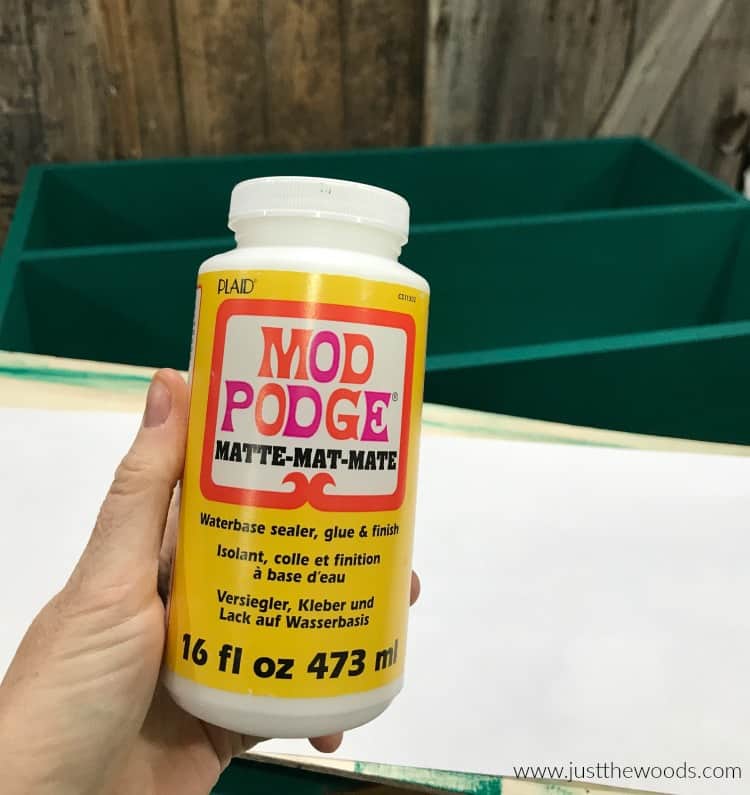 PLAID®
CS11302
MOD
PODGE®
MATTE-MAT-MATE
Waterbase sealer, glue & finish
Isolant, colle et finition
à base d'eau
Versiegler, Kleber und
Lack auf Wasserbasis
16 fl oz 473 ml
www.justthewoods.com